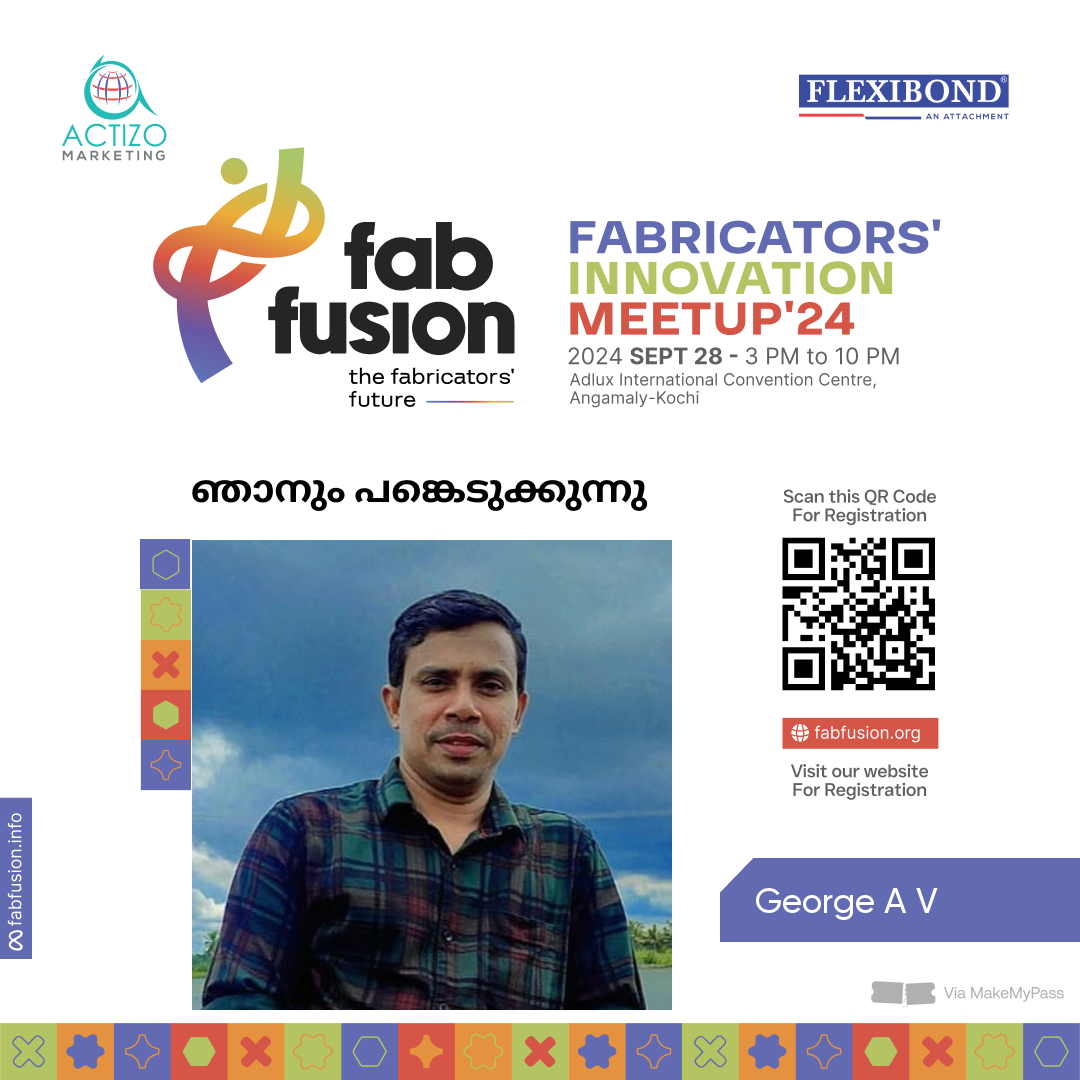 ACTIZO
MARKETING
FLEXIBOND®
AN ATTACHMENT
fab
fusion
the fabricators'
future
FABRICATORS'
INNOVATION
MEETUP'24
2024 SEPT 28 - 3 PM to 10 PM
Adlux International Convention Centre,
Angamaly-Kochi
ഞാനും പങ്കെടുക്കുന്നു
Scan this QR Code
For Registration
fabfusion.org
Visit our website
For Registration
fabfusion.info
George A V
Via MakeMyPass